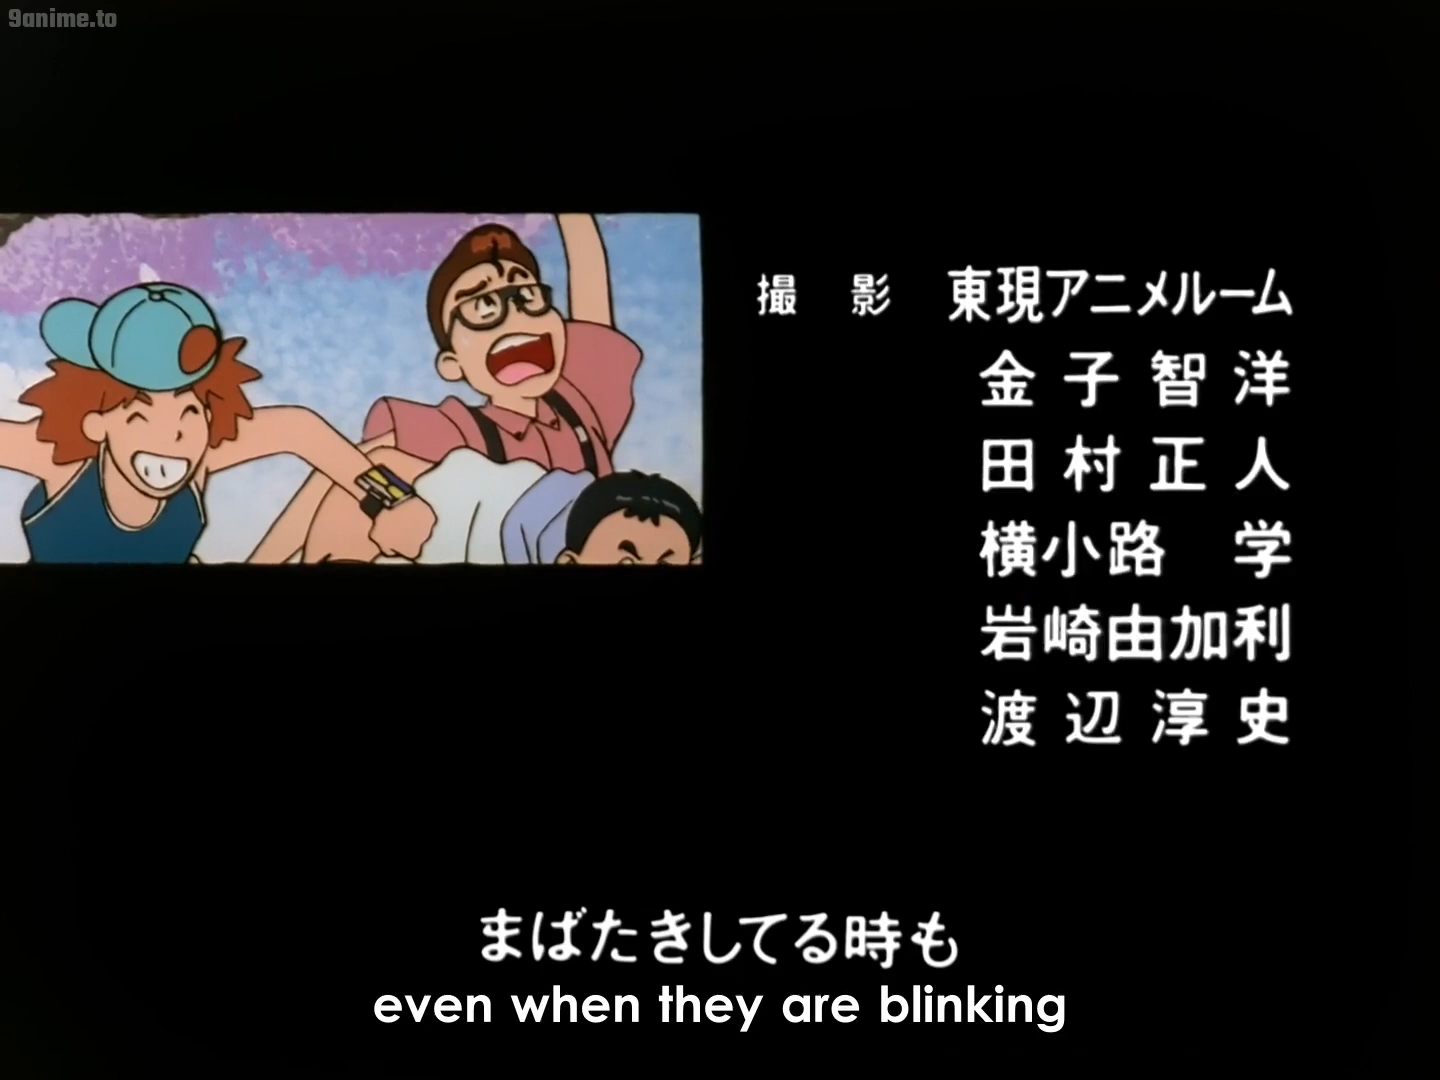 9anime.to
撮 影 東現アニメルーム
金子智洋
田村正人
横小路 学
岩崎由加利
渡辺淳史
まばたきしてる時も
even when they are blinking